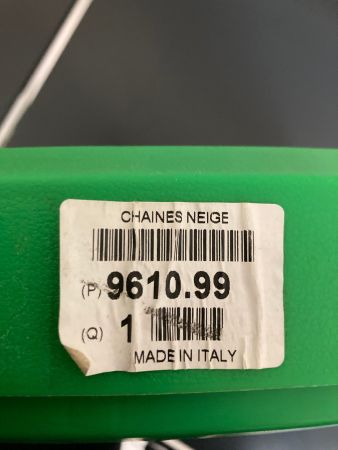 CHAINES NEIGE
(P) 9610.99
(Q) 1
MADE IN ITALY